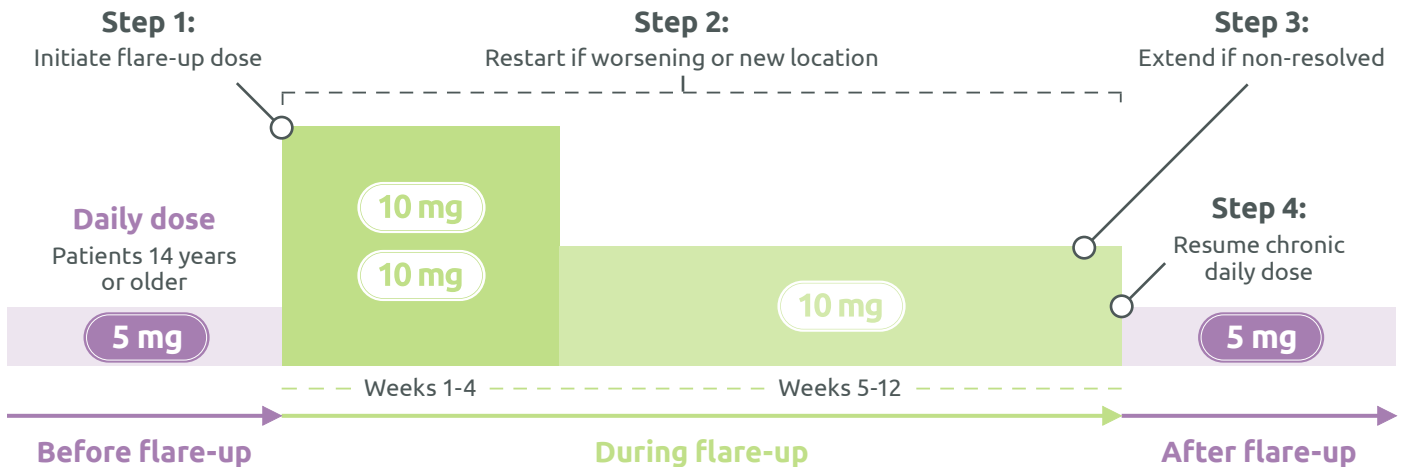 Step 1:
Initiate flare-up dose
Step 2:
Restart if worsening or new location
Step 3:
Extend if non-resolved
Daily dose
Patients 14 years
or older
5 mg
10 mg
10 mg
10 mg
Step 4:
Resume chronic
daily dose
5 mg
Weeks 1-4
Weeks 5-12
Before flare-up
During flare-up
After flare-up